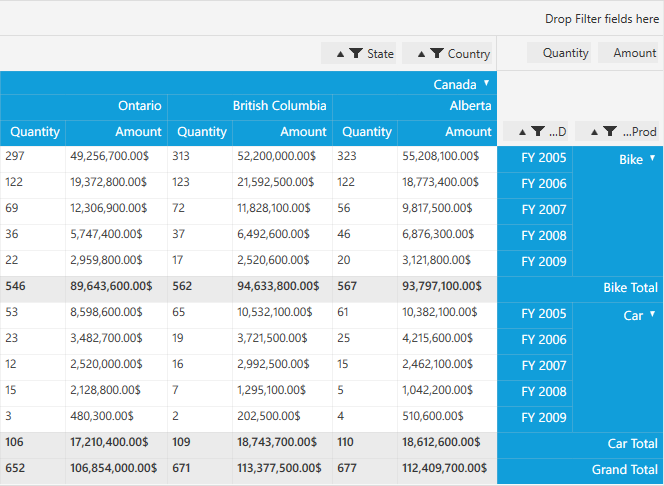 Drop Filter fields here
State Country Quantity Amount
Canada
Ontario British Columbia Alberta
Quantity Amount Quantity Amount Quantity Amount ...D ...Prod
297 49,256,700.00$ 313 52,200,000.00$ 323 55,208,100.00$ FY 2005 Bike
122 19,372,800.00$ 123 21,592,500.00$ 122 18,773,400.00$ FY 2006
69 12,306,900.00$ 72 11,828,100.00$ 56 9,817,500.00$ FY 2007
36 5,747,400.00$ 37 6,492,600.00$ 46 6,876,300.00$ FY 2008
22 2,959,800.00$ 17 2,520,600.00$ 20 3,121,800.00$ FY 2009
546 89,643,600.00$ 562 94,633,800.00$ 567 93,797,100.00$ Bike Total
53 8,598,600.00$ 65 10,532,100.00$ 61 10,382,100.00$ FY 2005 Car
23 3,482,700.00$ 19 3,721,500.00$ 25 4,215,600.00$ FY 2006
12 2,520,000.00$ 16 2,992,500.00$ 15 2,462,100.00$ FY 2007
15 2,128,800.00$ 7 1,295,100.00$ 5 1,042,200.00$ FY 2008
3 480,300.00$ 2 202,500.00$ 4 510,600.00$ FY 2009
106 17,210,400.00$ 109 18,743,700.00$ 110 18,612,600.00$ Car Total
652 106,854,000.00$ 671 113,377,500.00$ 677 112,409,700.00$ Grand Total